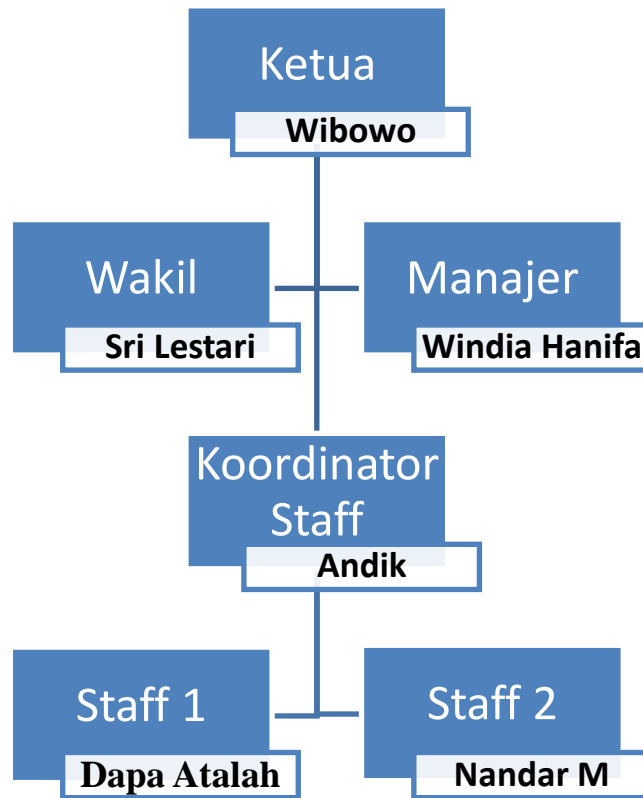 Ketua
Wibowo
Wakil
Sri Lestari
Manajer
Windia Hanifa
Koordinator
Staff
Andik
Staff 1
Dapa Atalah
Staff 2
Nandar M